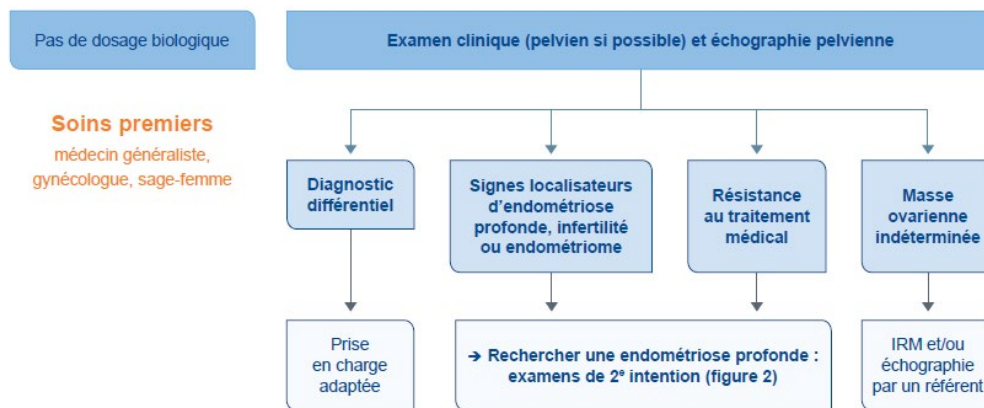 Pas de dosage biologique
Examen clinique (pelvien si possible) et échographie pelvienne
Soins premiers
médecin généraliste,
gynécologue, sage-femme
Diagnostic
différentiel
Signes localisateurs
d'endométriose
profonde, infertilité
ou endométriome
Résistance
au traitement
médical
Masse
ovarienne
indéterminée
Prise
en charge
adaptée
→ Rechercher une endométriose profonde :
examens de 2e intention (figure 2)
IRM et/ou
échographie
par un référent